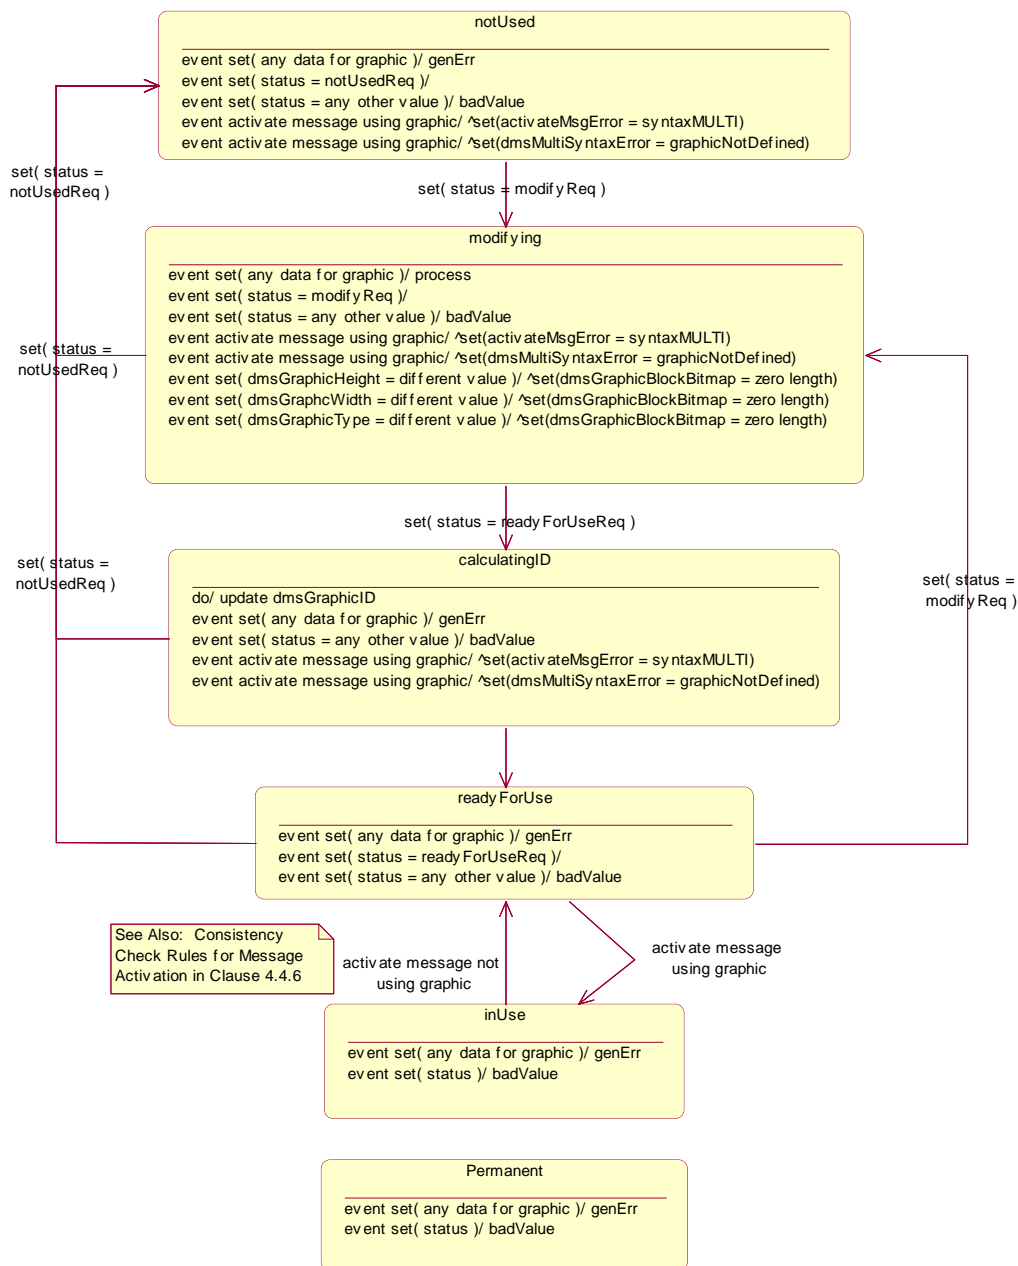 notUsed
event set( any data for graphic )/ genErr
event set( status = notUsedReq )/
event set( status = any other value )/ badValue
event activate message using graphic/ ^set(activateMsgError = syntaxMULTI)
event activate message using graphic/ ^set(dmsMultiSyntaxError = graphicNotDefined)
set( status =
notUsedReq )
set( status = modifyReq )
modifying
event set( any data for graphic )/ process
event set( status = modifyReq )/
event set( status = any other value )/ badValue
event activate message using graphic/ ^set(activateMsgError = syntaxMULTI)
event activate message using graphic/ ^set(dmsMultiSyntaxError = graphicNotDefined)
event set( dmsGraphicHeight = different value )/ ^set(dmsGraphicBlockBitmap = zero length)
event set( dmsGraphcWidth = different value )/ ^set(dmsGraphicBlockBitmap = zero length)
event set( dmsGraphicType = different value )/ ^set(dmsGraphicBlockBitmap = zero length)
set( status =
notUsedReq )
set( status = readyForUseReq )
calculatingID
do/ update dmsGraphicID
event set( any data for graphic )/ genErr
event set( status = any other value )/ badValue
event activate message using graphic/ ^set(activateMsgError = syntaxMULTI)
event activate message using graphic/ ^set(dmsMultiSyntaxError = graphicNotDefined)
set( status =
notUsedReq )
set( status =
modifyReq )
readyForUse
event set( any data for graphic )/ genErr
event set( status = readyForUseReq )/
event set( status = any other value )/ badValue
See Also:  Consistency
Check Rules for Message
Activation in Clause 4.4.6
activate message not
using graphic
activate message
using graphic
inUse
event set( any data for graphic )/ genErr
event set( status )/ badValue
Permanent
event set( any data for graphic )/ genErr
event set( status )/ badValue